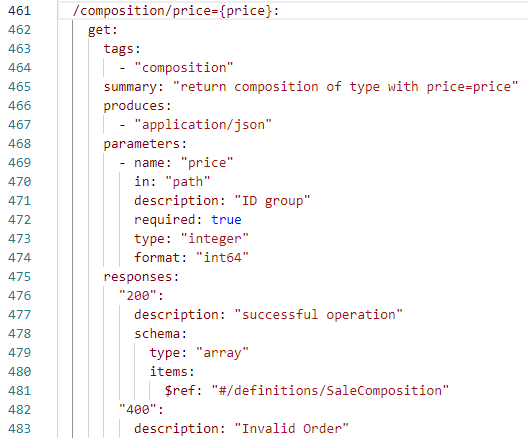 461 /composition/price={price}:
462 get:
463 tags:
464 - "composition"
465 summary: "return composition of type with price=price"
466 produces:
467 - "application/json"
468 parameters:
469 - name: "price"
470 in: "path"
471 description: "ID group"
472 required: true
473 type: "integer"
474 format: "int64"
475 responses:
476 "200":
477 description: "successful operation"
478 schema:
479 type: "array"
480 items:
481 $ref: "#/definitions/SaleComposition"
482 "400":
483 description: "Invalid Order"